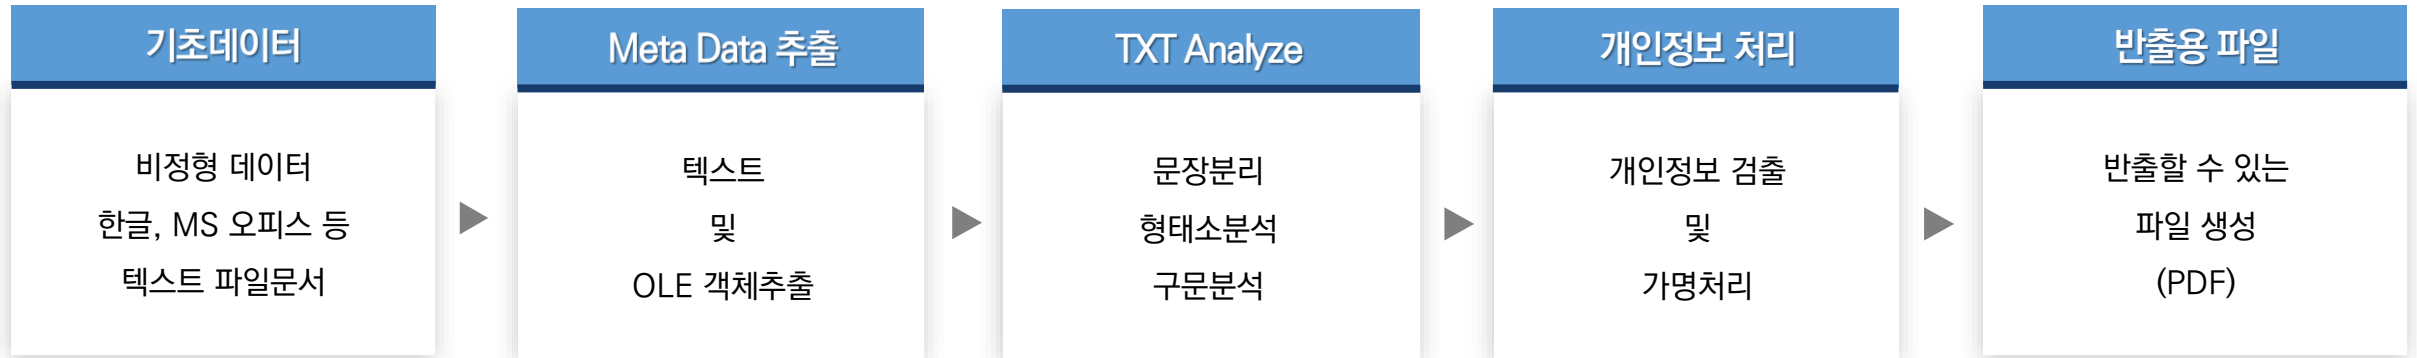 기초데이터
비정형 데이터
한글, MS 오피스 등
텍스트 파일문서
Meta Data 추출
텍스트
및
OLE 객체추출
TXT Analyze
문장분리
형태소분석
구문분석
개인정보 처리
개인정보 검출
및
가명처리
반출용 파일
반출할 수 있는
파일 생성
(PDF)